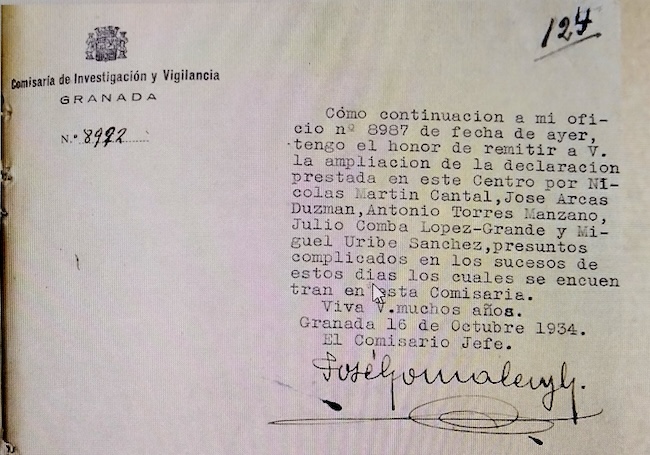 124
Comisaría de Investigación y Vigilancia
GRANADA
N.º 8992
Cómo continuacion a mi ofi-
cio nº 8987 de fecha de ayer,
tengo el honor de remitir a V.
la ampliacion de la declaracion
prestada en este Centro por Ni-
colas Martin Cantal,Jose Arcas
Duzman,Antonio Torres Manzano,
Julio Comba Lopez-Grande y Mi-
guel Uribe Sanchez,presuntos
complicados en los sucesos de
estos dias los cuales se encuen
tran en esta Comisaria.
Viva V.muchos años.
Granada 16 de Octubre 1934.
El Comisario Jefe.